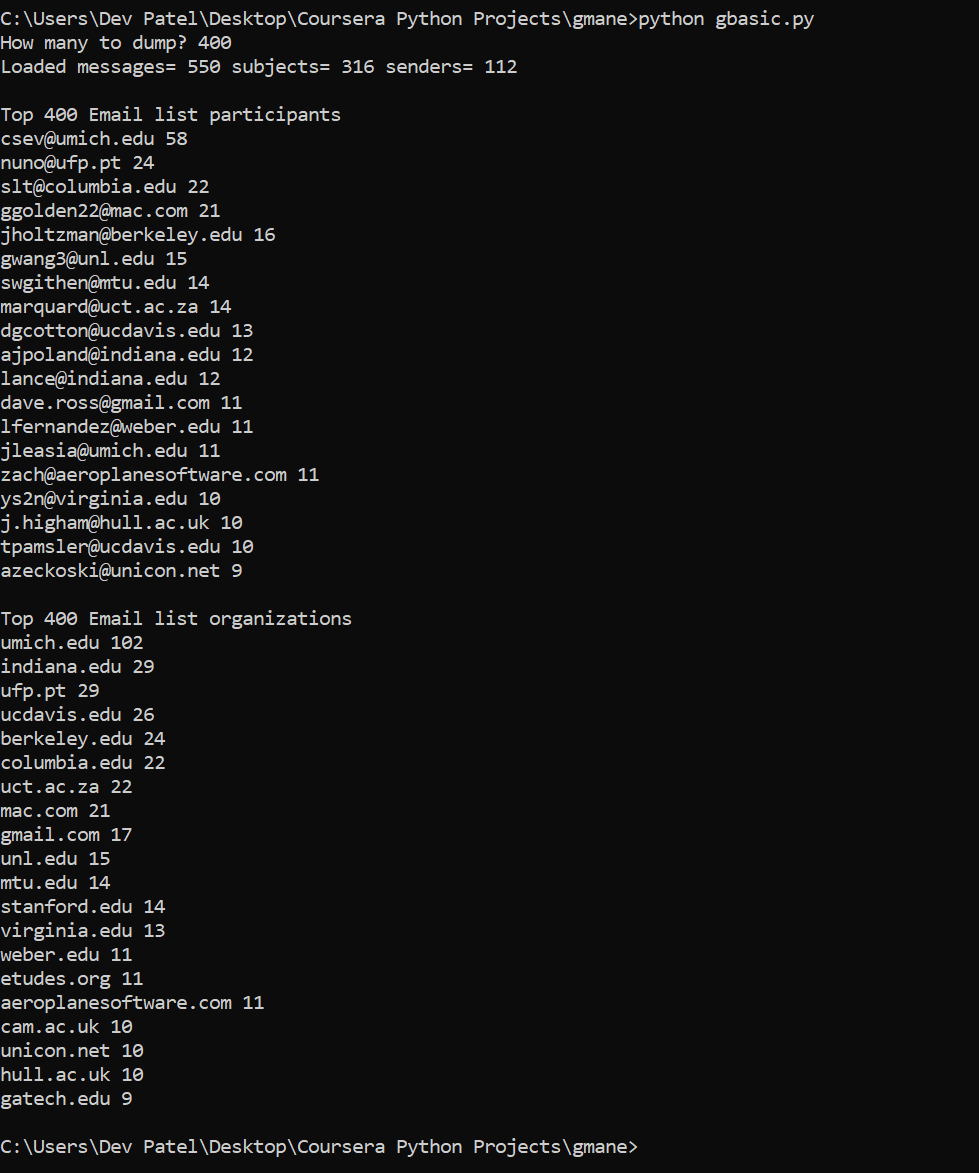 C:\Users\Dev Patel\Desktop\Coursera Python Projects\gmane>python gbasic.py
How many to dump? 400
Loaded messages= 550 subjects= 316 senders= 112
Top 400 Email list participants
csev@umich.edu 58
nuno@ufp.pt 24
slt@columbia.edu 22
ggolden22@mac.com 21
jholtzman@berkeley.edu 16
gwang3@unl.edu 15
swgithen@mtu.edu 14
marquard@uct.ac.za 14
dgcotton@ucdavis.edu 13
ajpoland@indiana.edu 12
lance@indiana.edu 12
dave.ross@gmail.com 11
lfernandez@weber.edu 11
jleasia@umich.edu 11
zach@aeroplanesoftware.com 11
ys2n@virginia.edu 10
j.higham@hull.ac.uk 10
tpamsler@ucdavis.edu 10
azeckoski@unicon.net 9
Top 400 Email list organizations
umich.edu 102
indiana.edu 29
ufp.pt 29
ucdavis.edu 26
berkeley.edu 24
columbia.edu 22
uct.ac.za 22
mac.com 21
gmail.com 17
unl.edu 15
mtu.edu 14
stanford.edu 14
virginia.edu 13
weber.edu 11
etudes.org 11
aeroplanesoftware.com 11
cam.ac.uk 10
unicon.net 10
hull.ac.uk 10
gatech.edu 9
C:\Users\Dev Patel\Desktop\Coursera Python Projects\gmane>